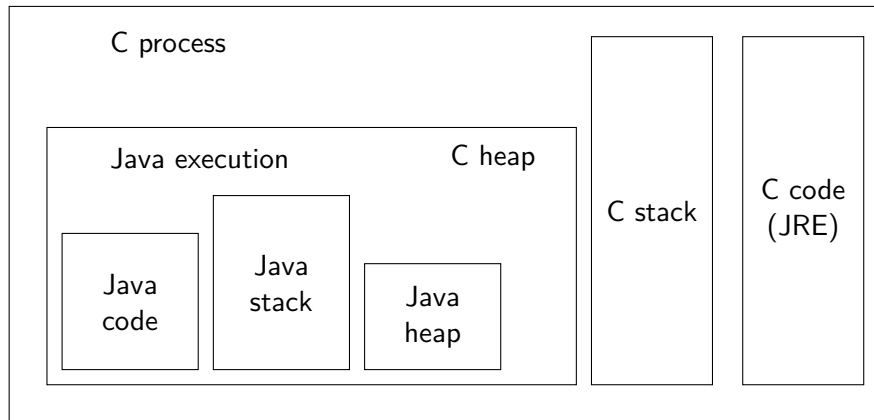 C process
Java execution
C heap
Java
code
Java
stack
Java
heap
C stack
C code
(JRE)